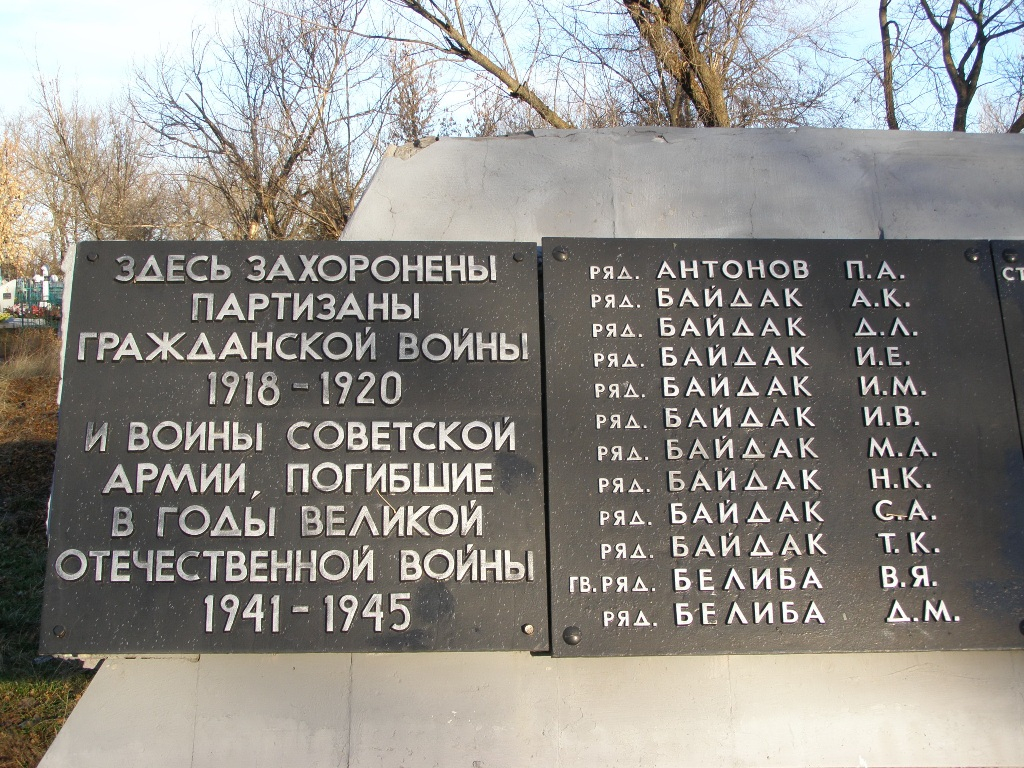 ЗДЕСЬ ЗАХОРОНЕНЫ
ПАРТИЗАНЫ
ГРАЖДАНСКОЙ ВОЙНЫ
1918 - 1920
И ВОИНЫ СОВЕТСКОЙ
АРМИИ, ПОГИБШИЕ
В ГОДЫ ВЕЛИКОЙ
ОТЕЧЕСТВЕННОЙ ВОЙНЫ
1941 - 1945
РЯД. АНТОНОВ П.А.
РЯД. БАЙДАК А.К.
РЯД. БАЙДАК Д.Л.
РЯД. БАЙДАК И.Е.
РЯД. БАЙДАК И.М.
РЯД. БАЙДАК И.В.
РЯД. БАЙДАК М.А.
РЯД. БАЙДАК Н.К.
РЯД. БАЙДАК С.А.
РЯД. БАЙДАК Т.К.
ГВ.РЯД. БЕЛИБА В.Я.
РЯД. БЕЛИБА Д.М.
СТ